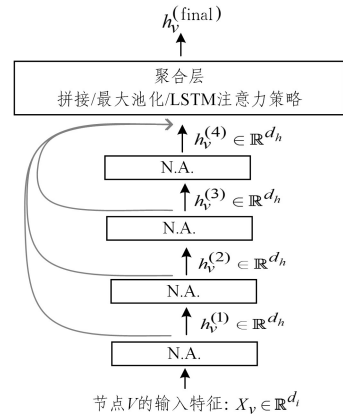 h_v^{(final)}
聚合层
拼接/最大池化/LSTM注意力策略
h_v^{(4)} ∈ ℝ^{d_h}
N.A.
h_v^{(3)} ∈ ℝ^{d_h}
N.A.
h_v^{(2)} ∈ ℝ^{d_h}
N.A.
h_v^{(1)} ∈ ℝ^{d_h}
N.A.
节点V的输入特征: X_v ∈ ℝ^{d_i}